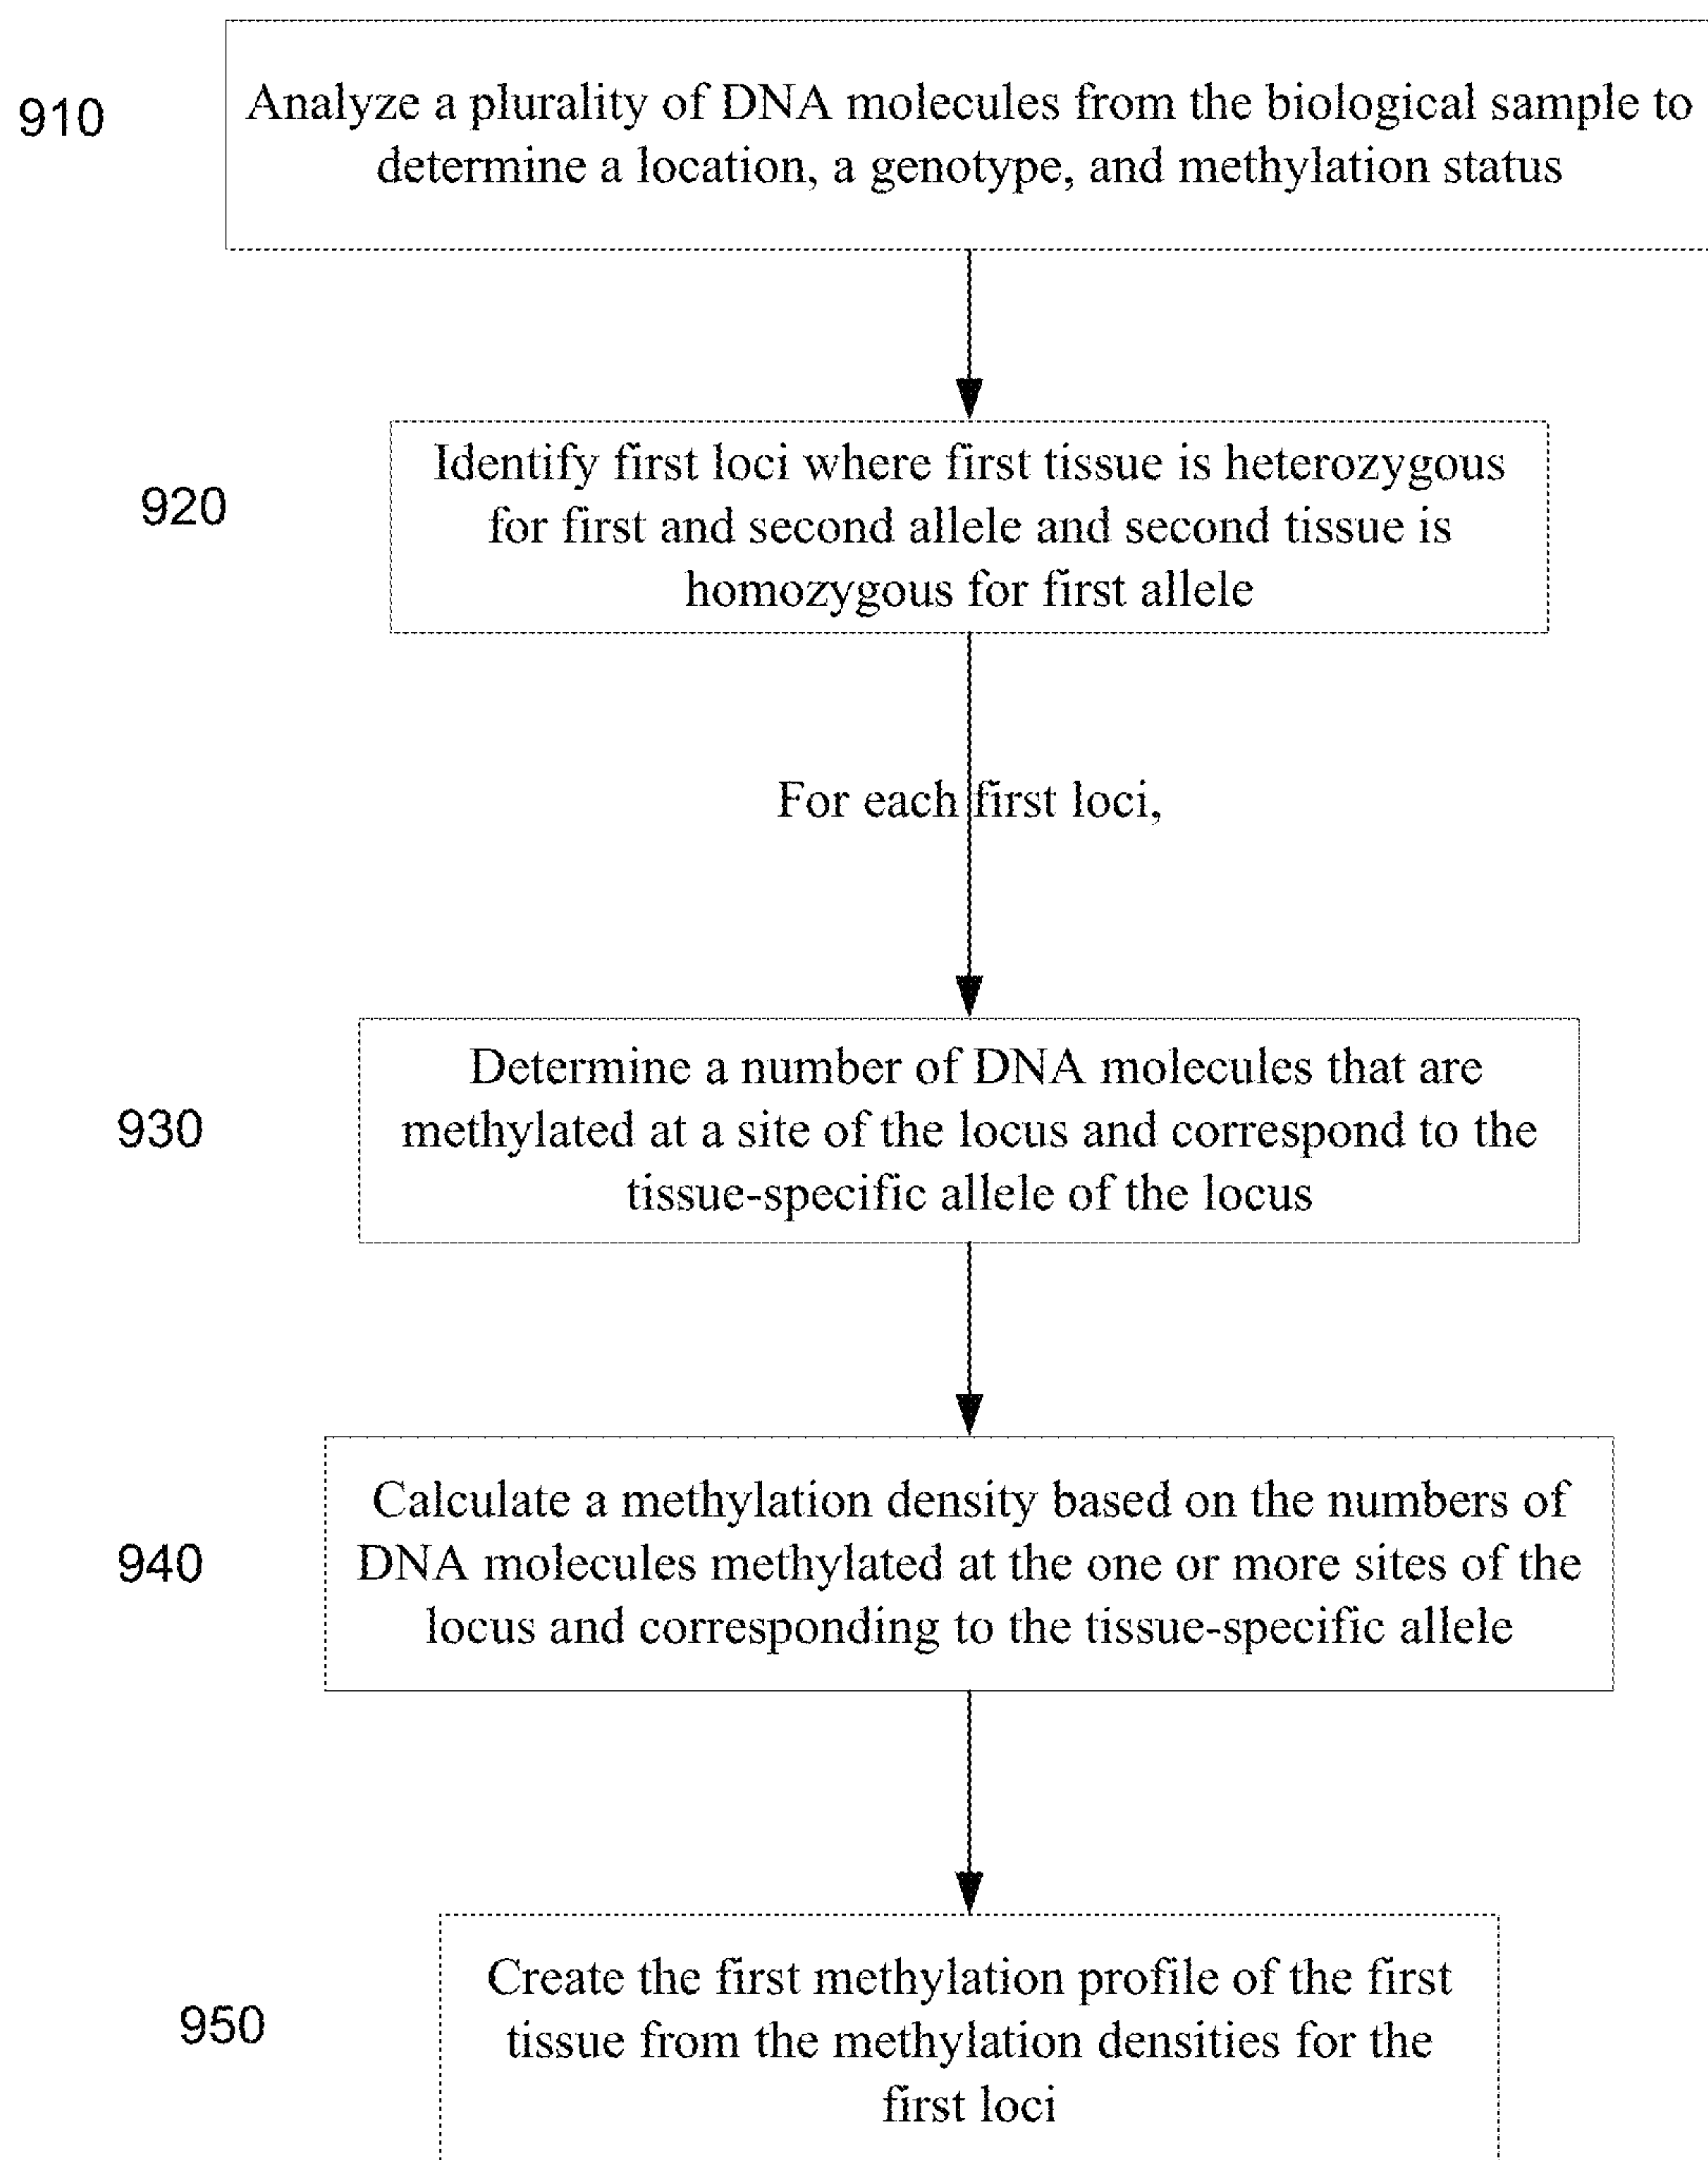 910
Analyze a plurality of DNA molecules from the biological sample to
determine a location, a genotype, and methylation status
920
Identify first loci where first tissue is heterozygous
for first and second allele and second tissue is
homozygous for first allele
For each first loci,
930
Determine a number of DNA molecules that are
methylated at a site of the locus and correspond to the
tissue-specific allele of the locus
940
Calculate a methylation density based on the numbers of
DNA molecules methylated at the one or more sites of the
locus and corresponding to the tissue-specific allele
950
Create the first methylation profile of the first
tissue from the methylation densities for the
first loci